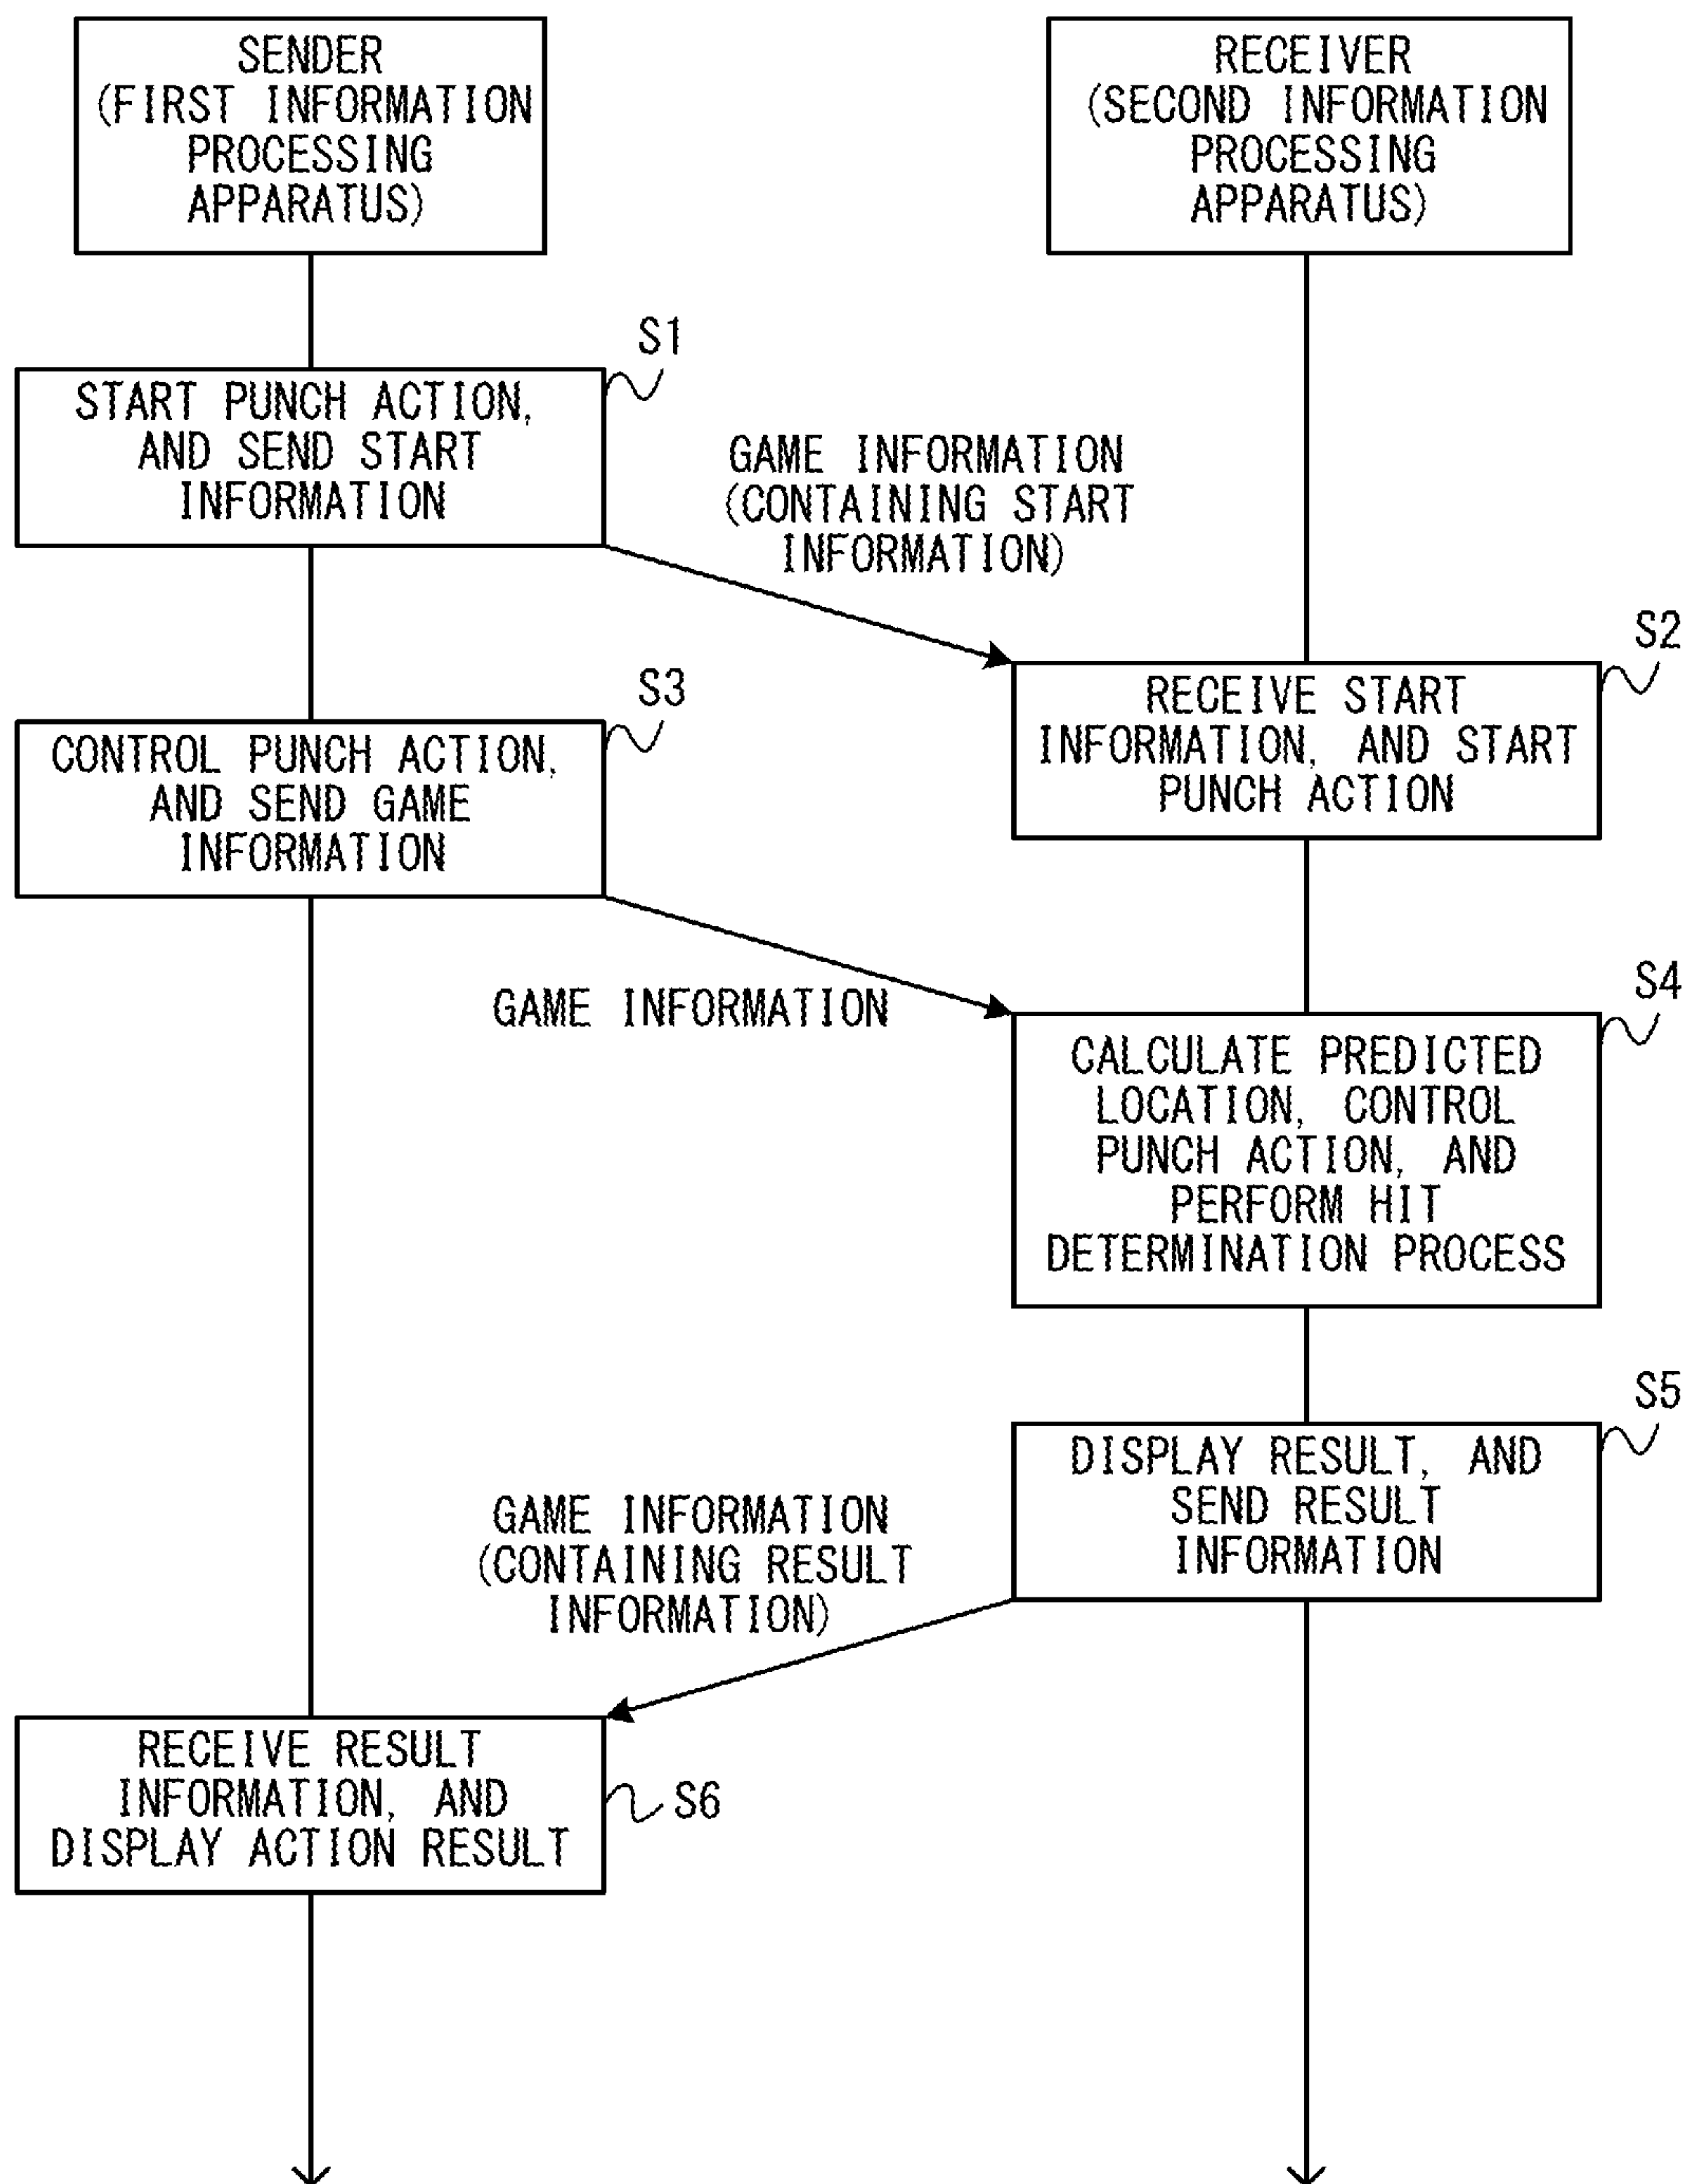 SENDER
(FIRST INFORMATION
PROCESSING
APPARATUS)
RECEIVER
(SECOND INFORMATION
PROCESSING
APPARATUS)
S1
START PUNCH ACTION,
AND SEND START
INFORMATION
GAME INFORMATION
(CONTAINING START
INFORMATION)
S2
RECEIVE START
INFORMATION, AND START
PUNCH ACTION
S3
CONTROL PUNCH ACTION,
AND SEND GAME
INFORMATION
GAME INFORMATION
S4
CALCULATE PREDICTED
LOCATION, CONTROL
PUNCH ACTION, AND
PERFORM HIT
DETERMINATION PROCESS
S5
DISPLAY RESULT, AND
SEND RESULT
INFORMATION
GAME INFORMATION
(CONTAINING RESULT
INFORMATION)
RECEIVE RESULT
INFORMATION, AND
DISPLAY ACTION RESULT
S6